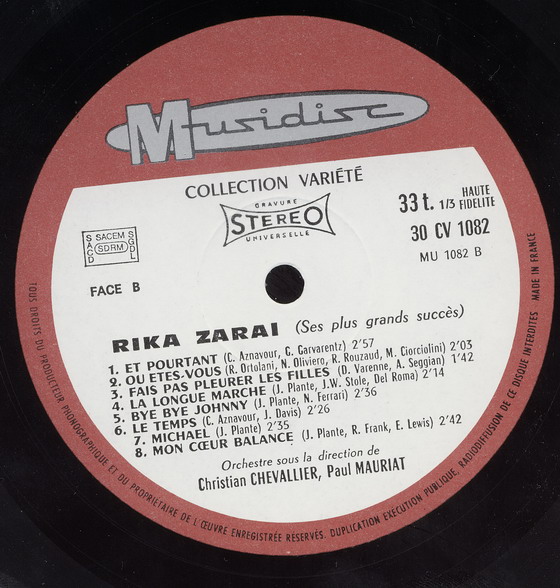 Musidisc
COLLECTION VARIÉTÉ
GRAVURE
STEREO
UNIVERSELLE
33 t. 1/3 HAUTE FIDELITE
30 CV 1082
MU 1082 B
SACEM
SACD SDRM SGDL
FACE B
RIKA ZARAI (Ses plus grands succès)
1. ET POURTANT (C. Aznavour, G. Garvarentz) 2'57
2. OU ETES-VOUS (R. Ortolani, N. Oliviero, R. Rouzaud, M. Ciorciolini) 2'03
3. FAIS PAS PLEURER LES FILLES (D. Varenne, A. Seggian) 1'42
4. LA LONGUE MARCHE (J. Plante, J.W. Stole, Del Roma) 2'14
5. BYE BYE JOHNNY (J. Plante, N. Ferrari) 2'36
6. LE TEMPS (C. Aznavour, J. Davis) 2'26
7. MICHAEL (J. Plante) 2'35
8. MON CŒUR BALANCE (J. Plante, R. Frank, E. Lewis) 2'42
Orchestre sous la direction de
Christian CHEVALLIER, Paul MAURIAT
TOUS DROITS DU PRODUCTEUR PHONOGRAPHIQUE ET DU PROPRIETAIRE DE L'ŒUVRE ENREGISTRÉE RESERVÉS. DUPLICATION EXÉCUTION PUBLIQUE, RADIODIFFUSION DE CE DISQUE INTERDITES MADE IN FRANCE